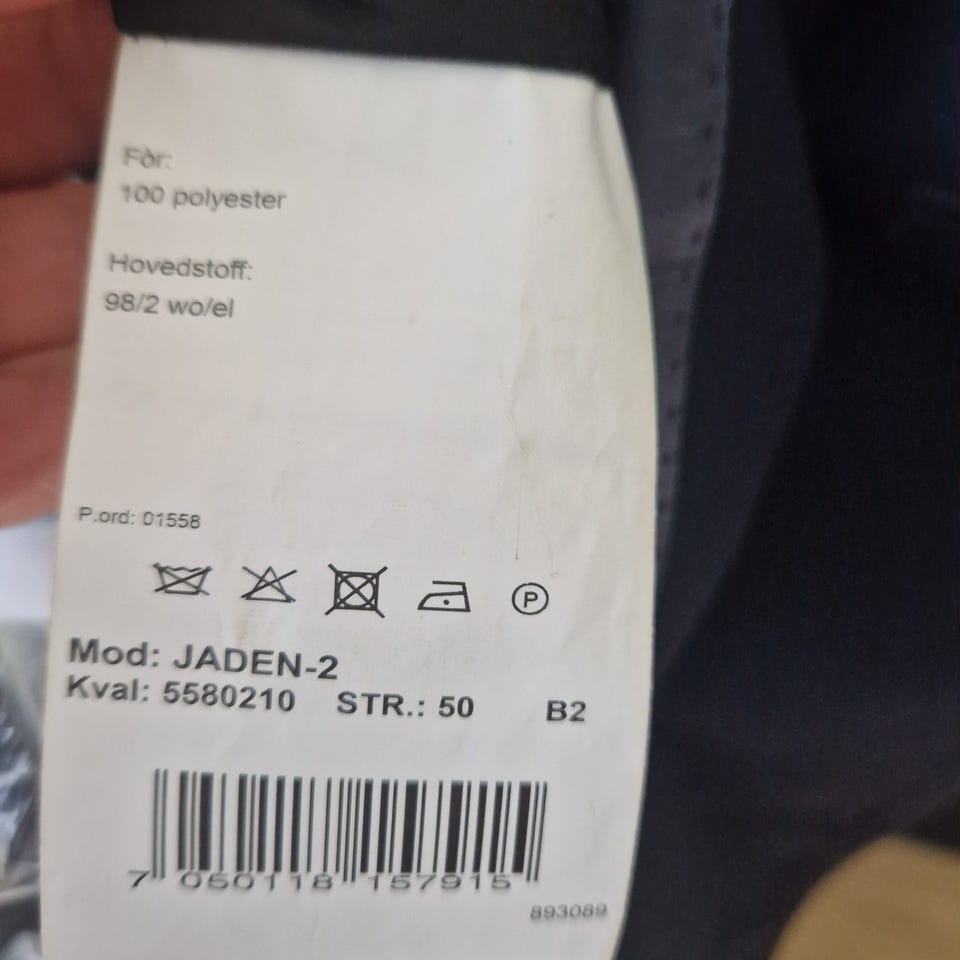 Fòr:
100 polyester
Hovedstoff:
98/2 wo/el
P.ord: 01558
P
Mod: JADEN-2
Kval: 5580210 STR.: 50 B2
7 050118 157915
893089